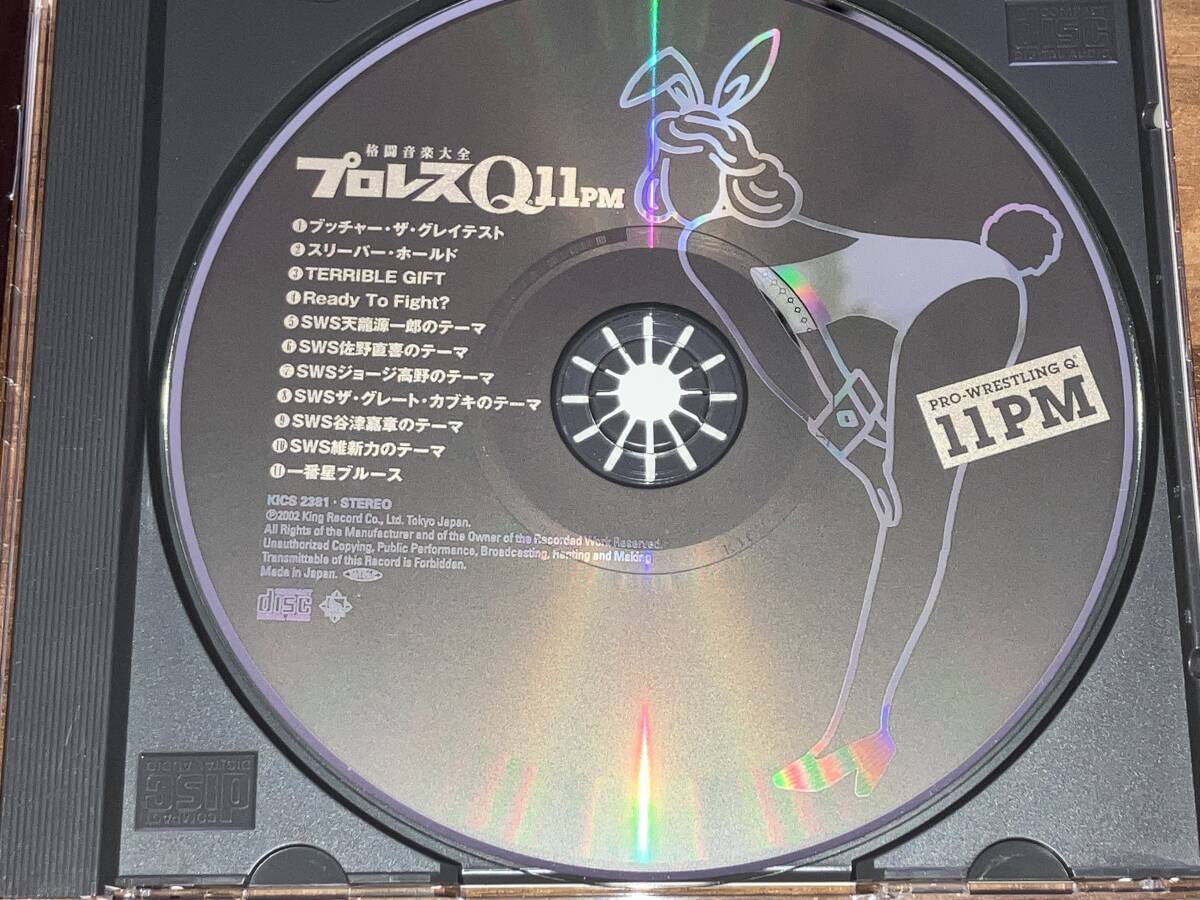 格闘音楽大全
プロレスQ11PM
❶ブッチャー・ザ・グレイテスト
❷スリーパー・ホールド
❸TERRIBLE GIFT
❹Ready To Fight?
❺SWS天龍源一郎のテーマ
❻SWS佐野直喜のテーマ
❼SWSジョージ高野のテーマ
❽SWSザ・グレート・カブキのテーマ
❾SWS谷津嘉章のテーマ
❿SWS維新力のテーマ
⓫一番星ブルース
KICS 2381・STEREO
Ⓟ2002 King Record Co., Ltd. Tokyo Japan.
All Rights of the Manufacturer and of the Owner of the Recorded Work Reserved.
Unauthorized Copying, Public Performance, Broadcasting, Renting and Making
Transmittable of this Record is Forbidden.
Made in Japan.
COMPACT
disc
DIGITAL AUDIO
PRO-WRESTLING Q
11PM
COMPACT
disc
DIGITAL AUDIO
COMPACT
disc
DIGITAL AUDIO